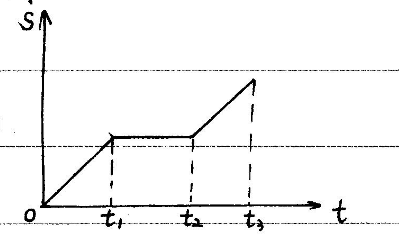 S
O t₁ t₂ t₃ t